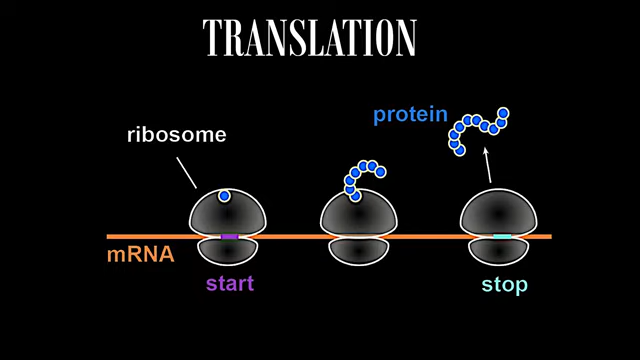 TRANSLATION
protein
ribosome
mRNA
start
stop